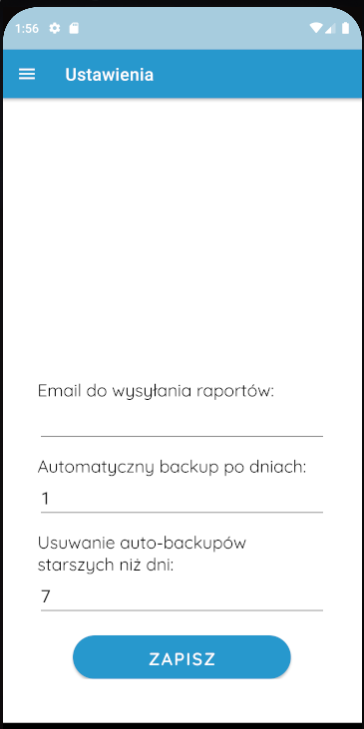 1:56
Ustawienia
Email do wysyłania raportów:
Automatyczny backup po dniach:
1
Usuwanie auto-backupów
starszych niż dni:
7
ZAPISZ